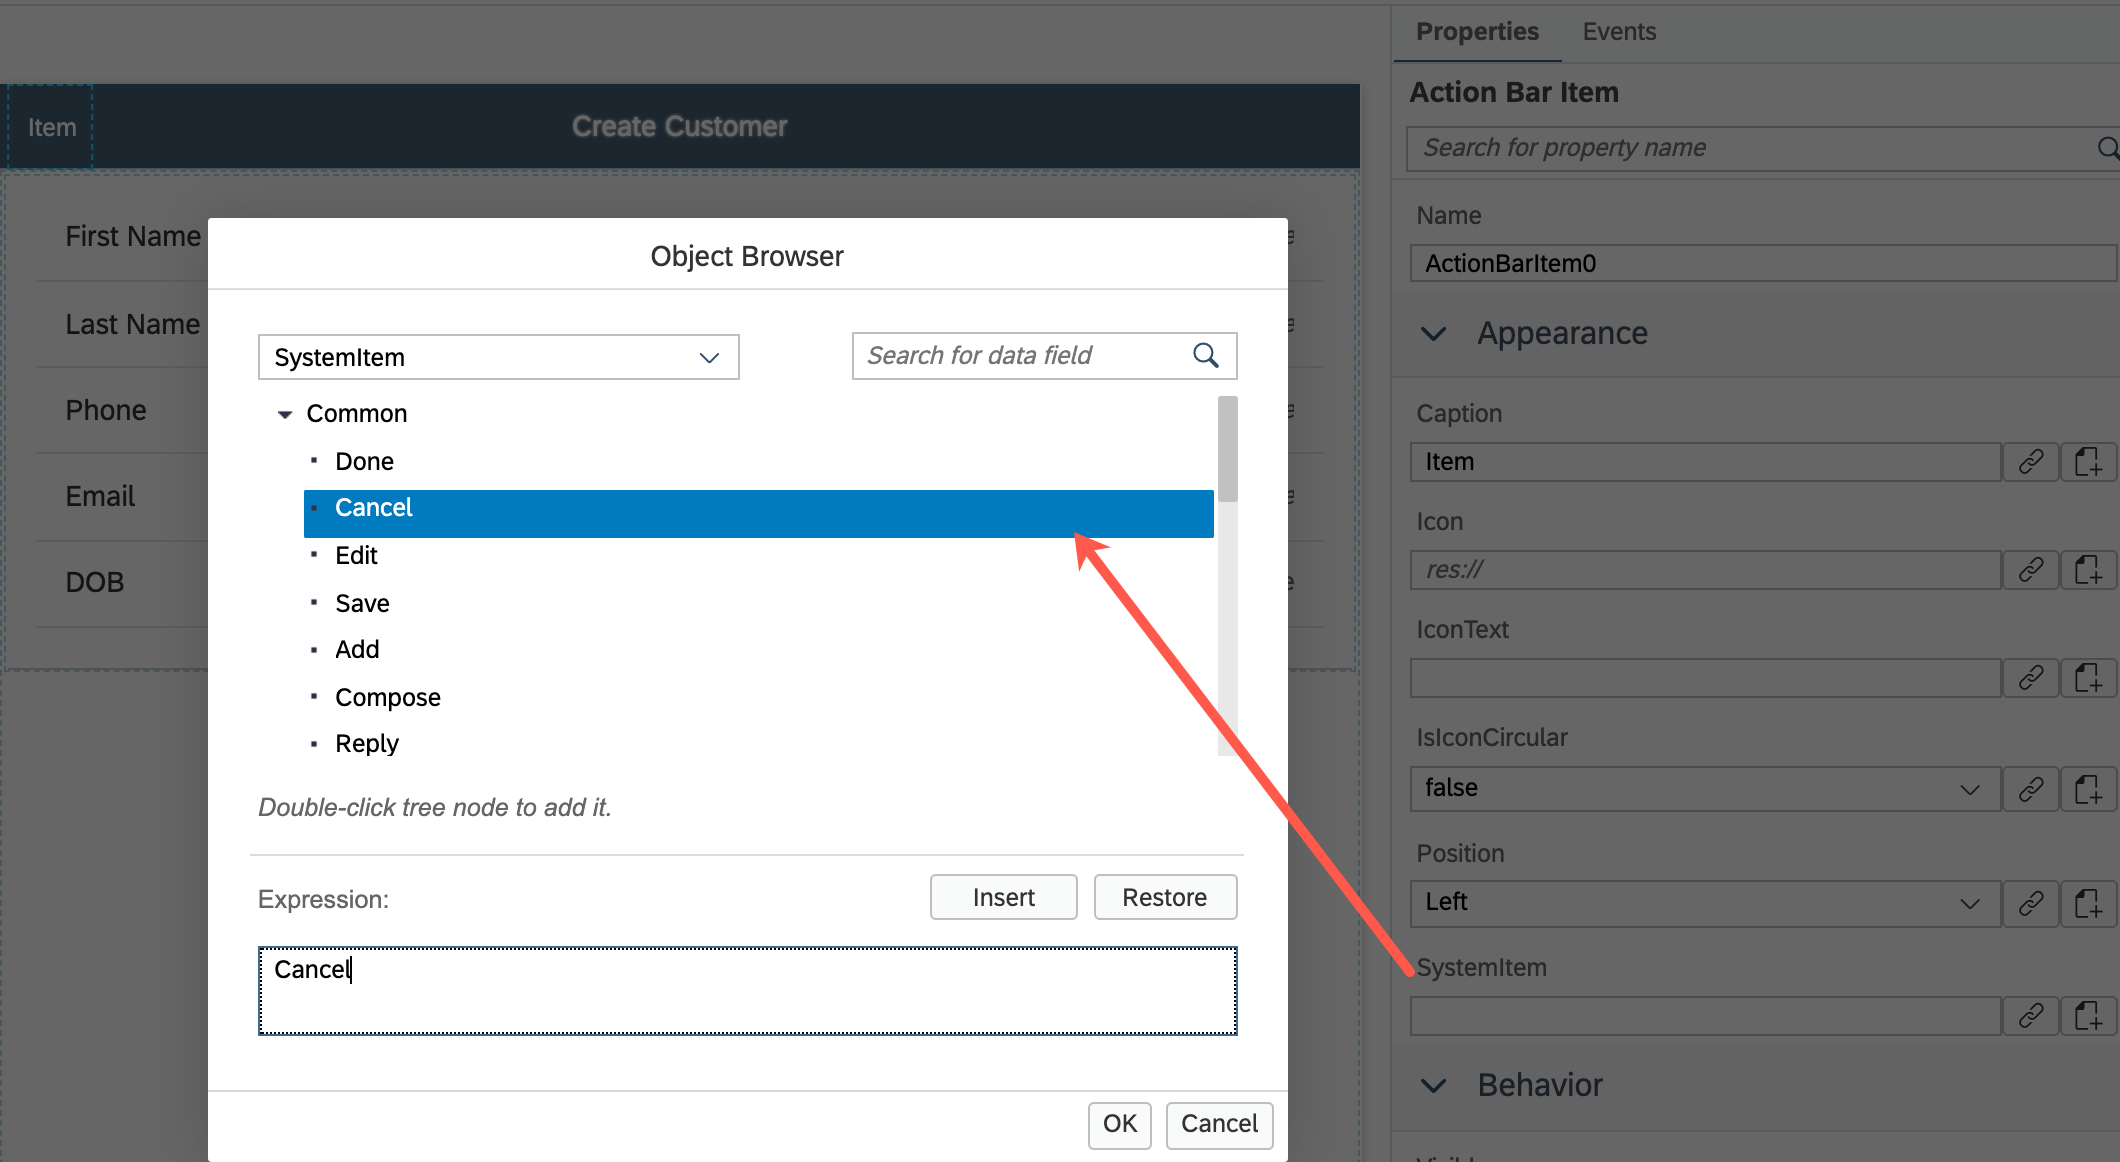 Properties Events
Action Bar Item
Item
Create Customer
Search for property name
Name
ActionBarItem0
First Name
Last Name
Phone
Email
DOB
Object Browser
SystemItem
Search for data field
Common
Done
Cancel
Edit
Save
Add
Compose
Reply
Double-click tree node to add it.
Expression:
Insert
Restore
Cancel
OK
Cancel
Appearance
Caption
Item
Icon
res://
IconText
IsIconCircular
false
Position
Left
SystemItem
Behavior